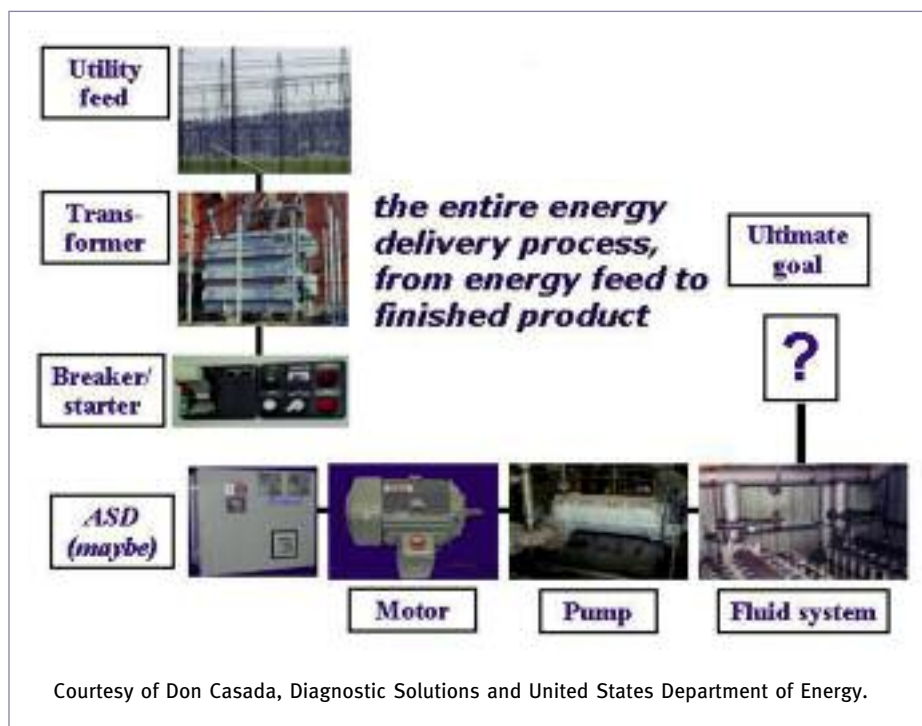 Utility
feed
Trans-
former
the entire energy
delivery process,
from energy feed to
finished product
Ultimate
goal
?
Breaker/
starter
ASD
(maybe)
Motor
Pump
Fluid system
Courtesy of Don Casada, Diagnostic Solutions and United States Department of Energy.